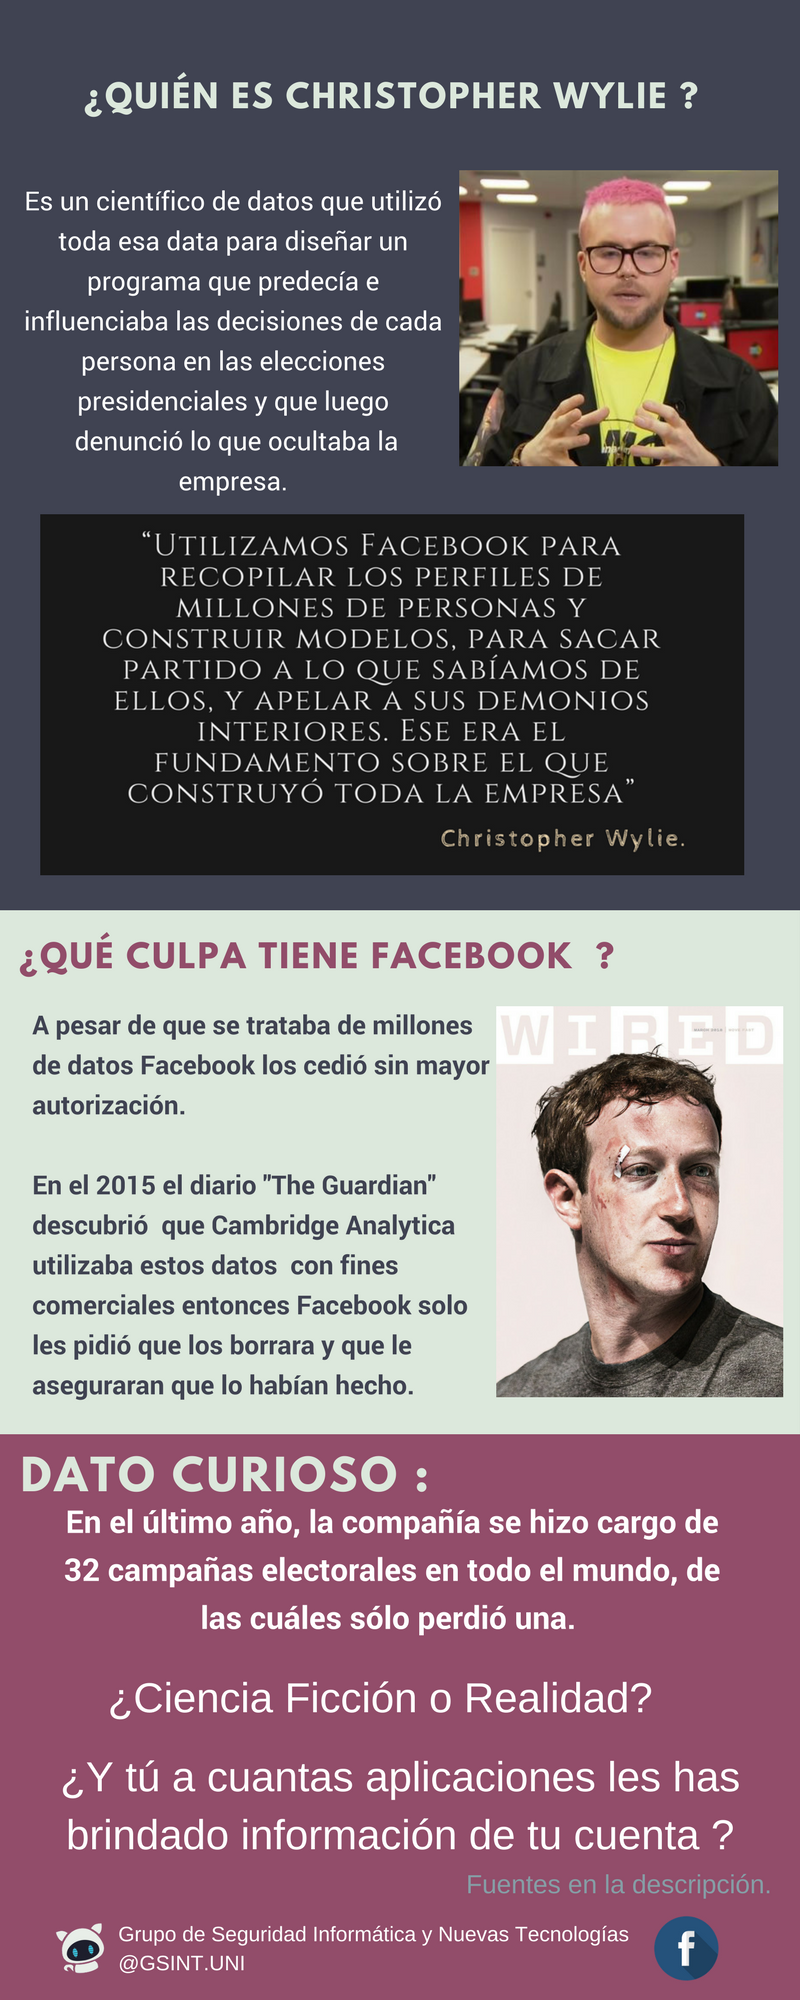 ¿QUIÉN ES CHRISTOPHER WYLIE ?
Es un científico de datos que utilizó
toda esa data para diseñar un
programa que predecía e
influenciaba las decisiones de cada
persona en las elecciones
presidenciales y que luego
denunció lo que ocultaba la
empresa.
“Utilizamos Facebook para
recopilar los perfiles de
millones de personas y
construir modelos, para sacar
partido a lo que sabíamos de
ellos, y apelar a sus demonios
interiores. Ese era el
fundamento sobre el que
construyó toda la empresa”
Christopher Wylie.
¿QUÉ CULPA TIENE FACEBOOK  ?
A pesar de que se trataba de millones
de datos Facebook los cedió sin mayor
autorización.
WIRED
En el 2015 el diario "The Guardian"
descubrió  que Cambridge Analytica
utilizaba estos datos  con fines
comerciales entonces Facebook solo
les pidió que los borrara y que le
aseguraran que lo habían hecho.
DATO CURIOSO :
En el último año, la compañía se hizo cargo de
32 campañas electorales en todo el mundo, de
las cuáles sólo perdió una.
¿Ciencia Ficción o Realidad?
¿Y tú a cuantas aplicaciones les has
brindado información de tu cuenta ?
Fuentes en la descripción.
Grupo de Seguridad Informática y Nuevas Tecnologías
@GSINT.UNI
f